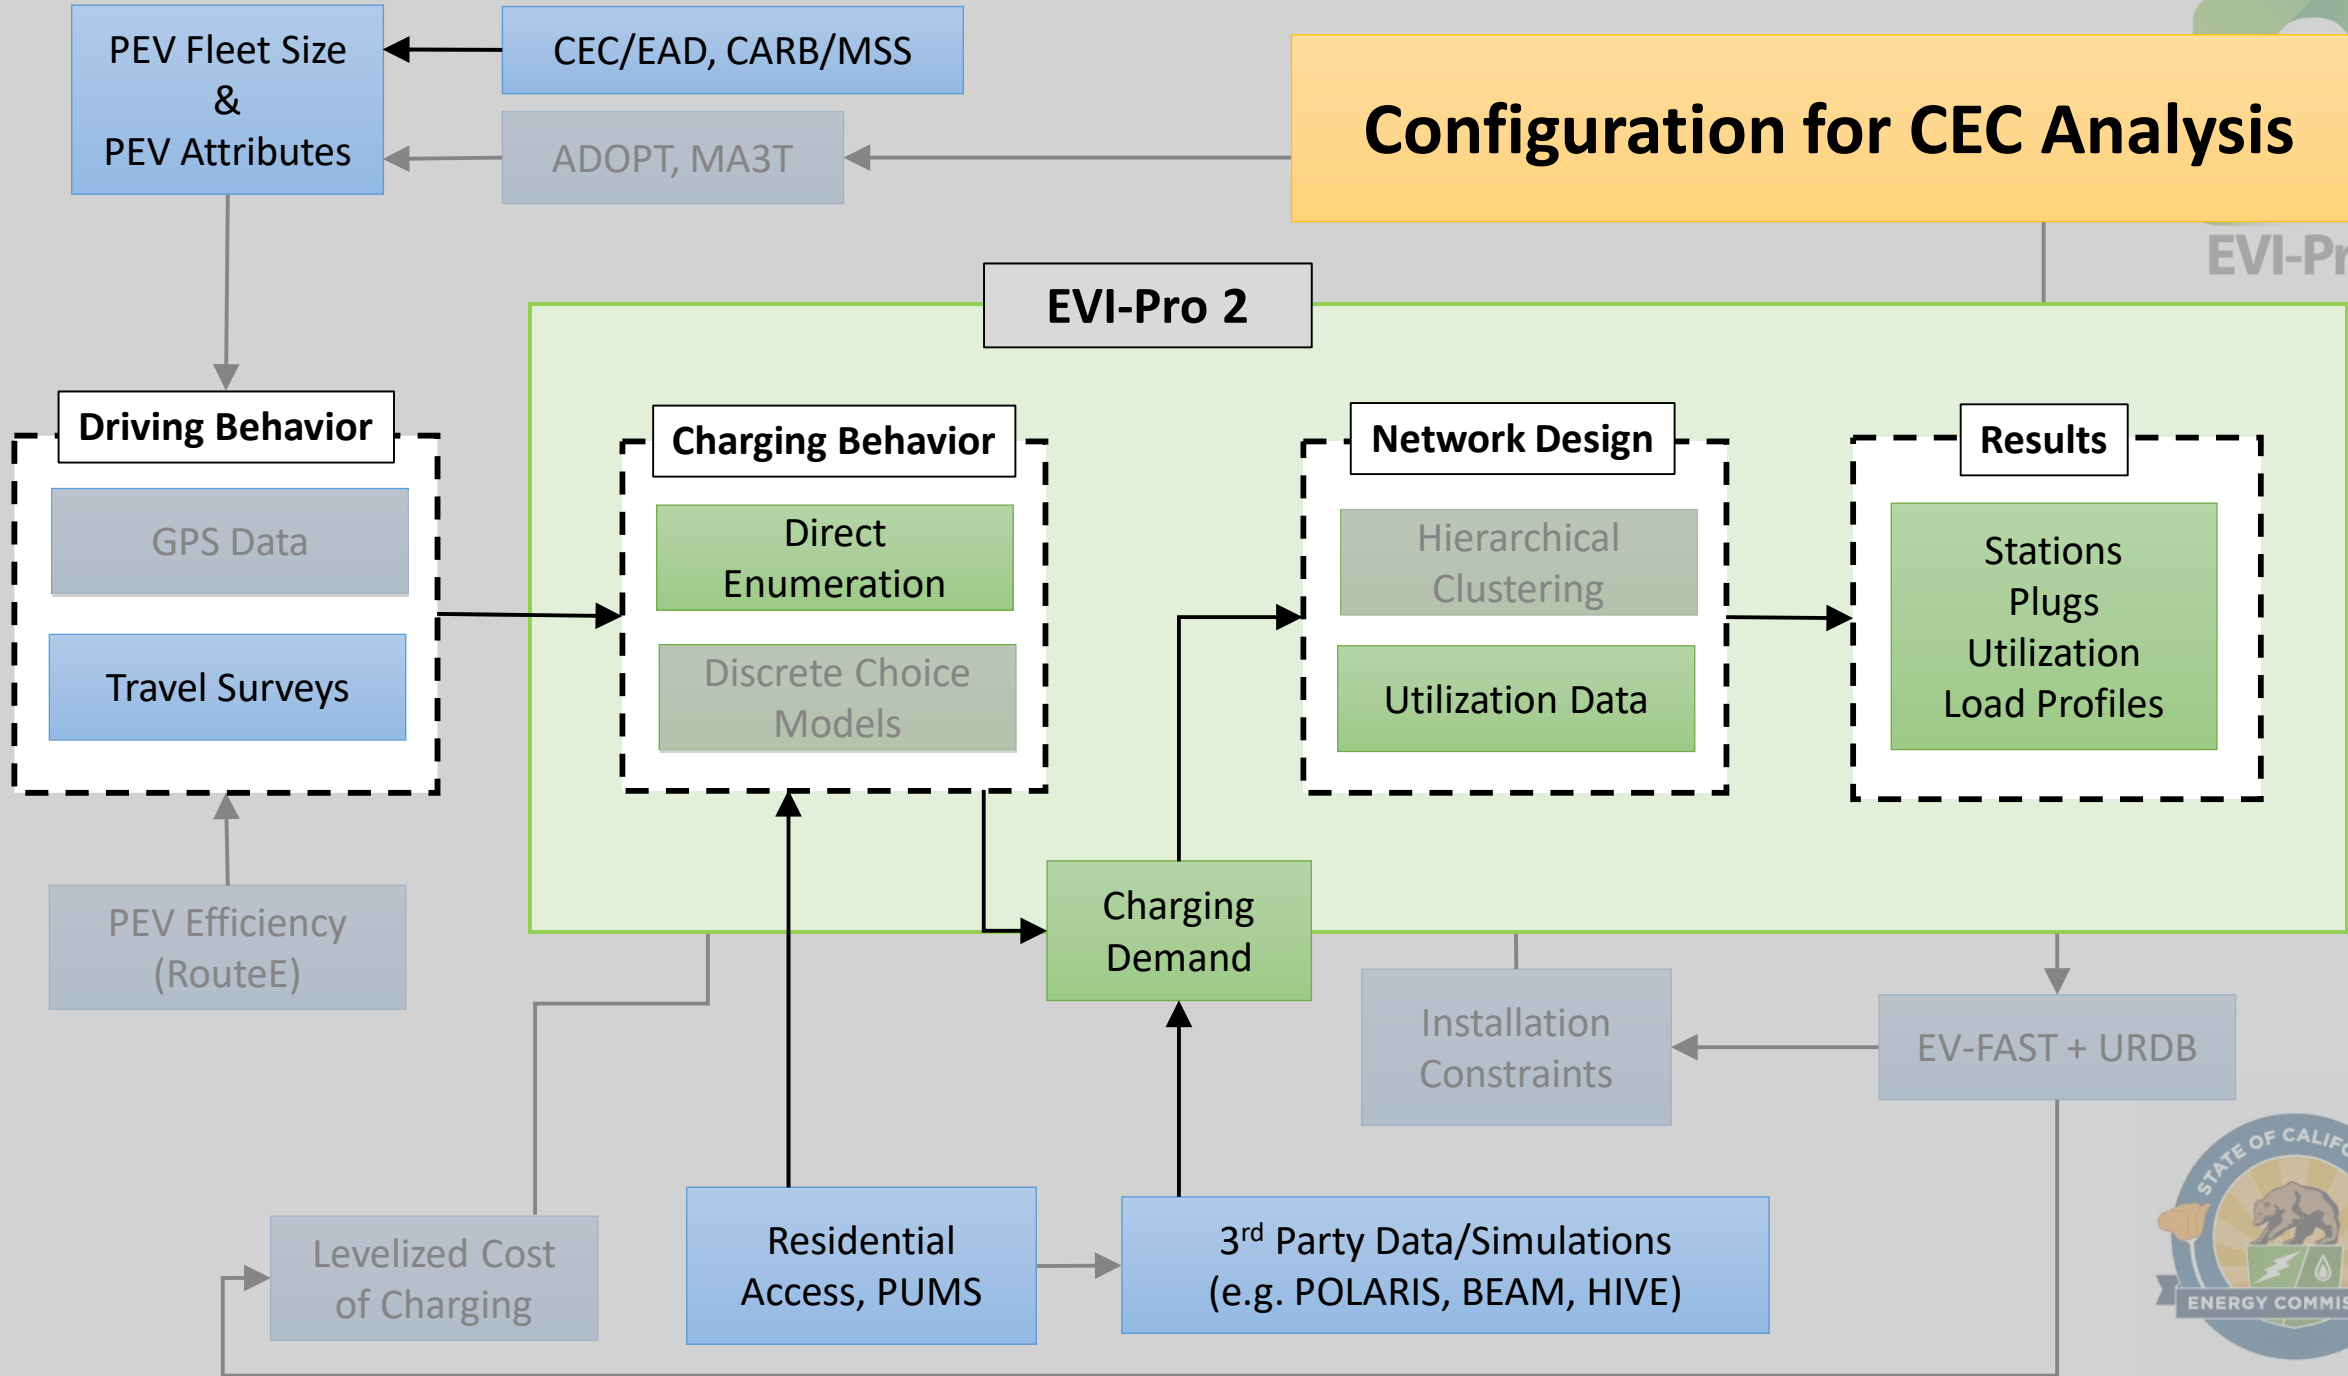 PEV Fleet Size
&
PEV Attributes
CEC/EAD, CARB/MSS
ADOPT, MA3T
Configuration for CEC Analysis
EVI-Pr
EVI-Pro 2
Driving Behavior
GPS Data
Travel Surveys
Charging Behavior
Direct
Enumeration
Discrete Choice
Models
Network Design
Hierarchical
Clustering
Utilization Data
Results
Stations
Plugs
Utilization
Load Profiles
PEV Efficiency
(RouteE)
Charging
Demand
Installation
Constraints
EV-FAST + URDB
Levelized Cost
of Charging
Residential
Access, PUMS
3rd Party Data/Simulations
(e.g. POLARIS, BEAM, HIVE)
STATE OF CALIFO
ENERGY COMMIS